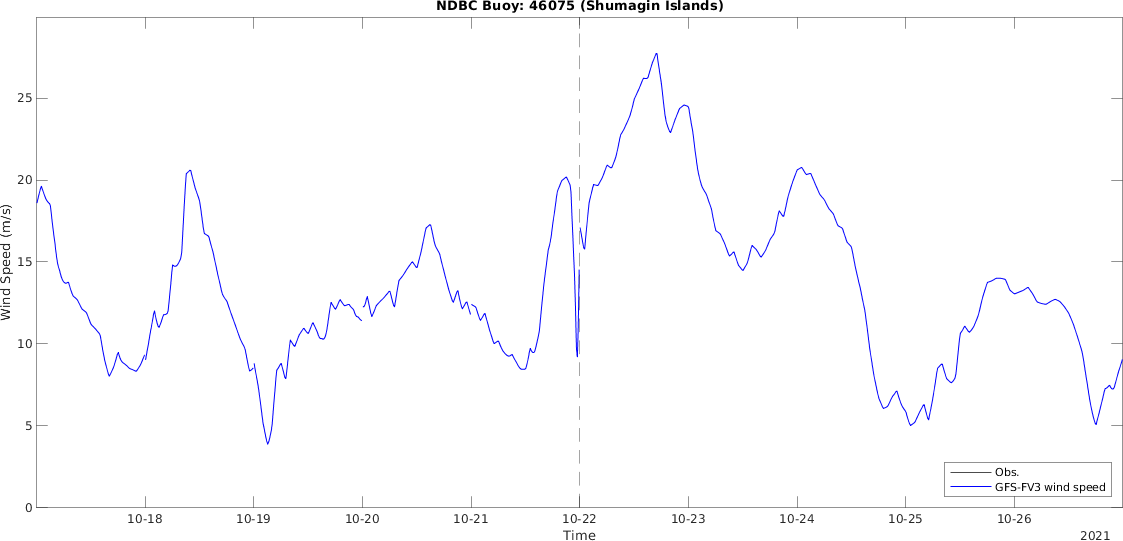 NDBC Buoy: 46075 (Shumagin Islands)
Wind Speed (m/s)
25
20
15
10
5
0
Obs.
GFS-FV3 wind speed
10-18 10-19 10-20 10-21 10-22 10-23 10-24 10-25 10-26
Time
2021